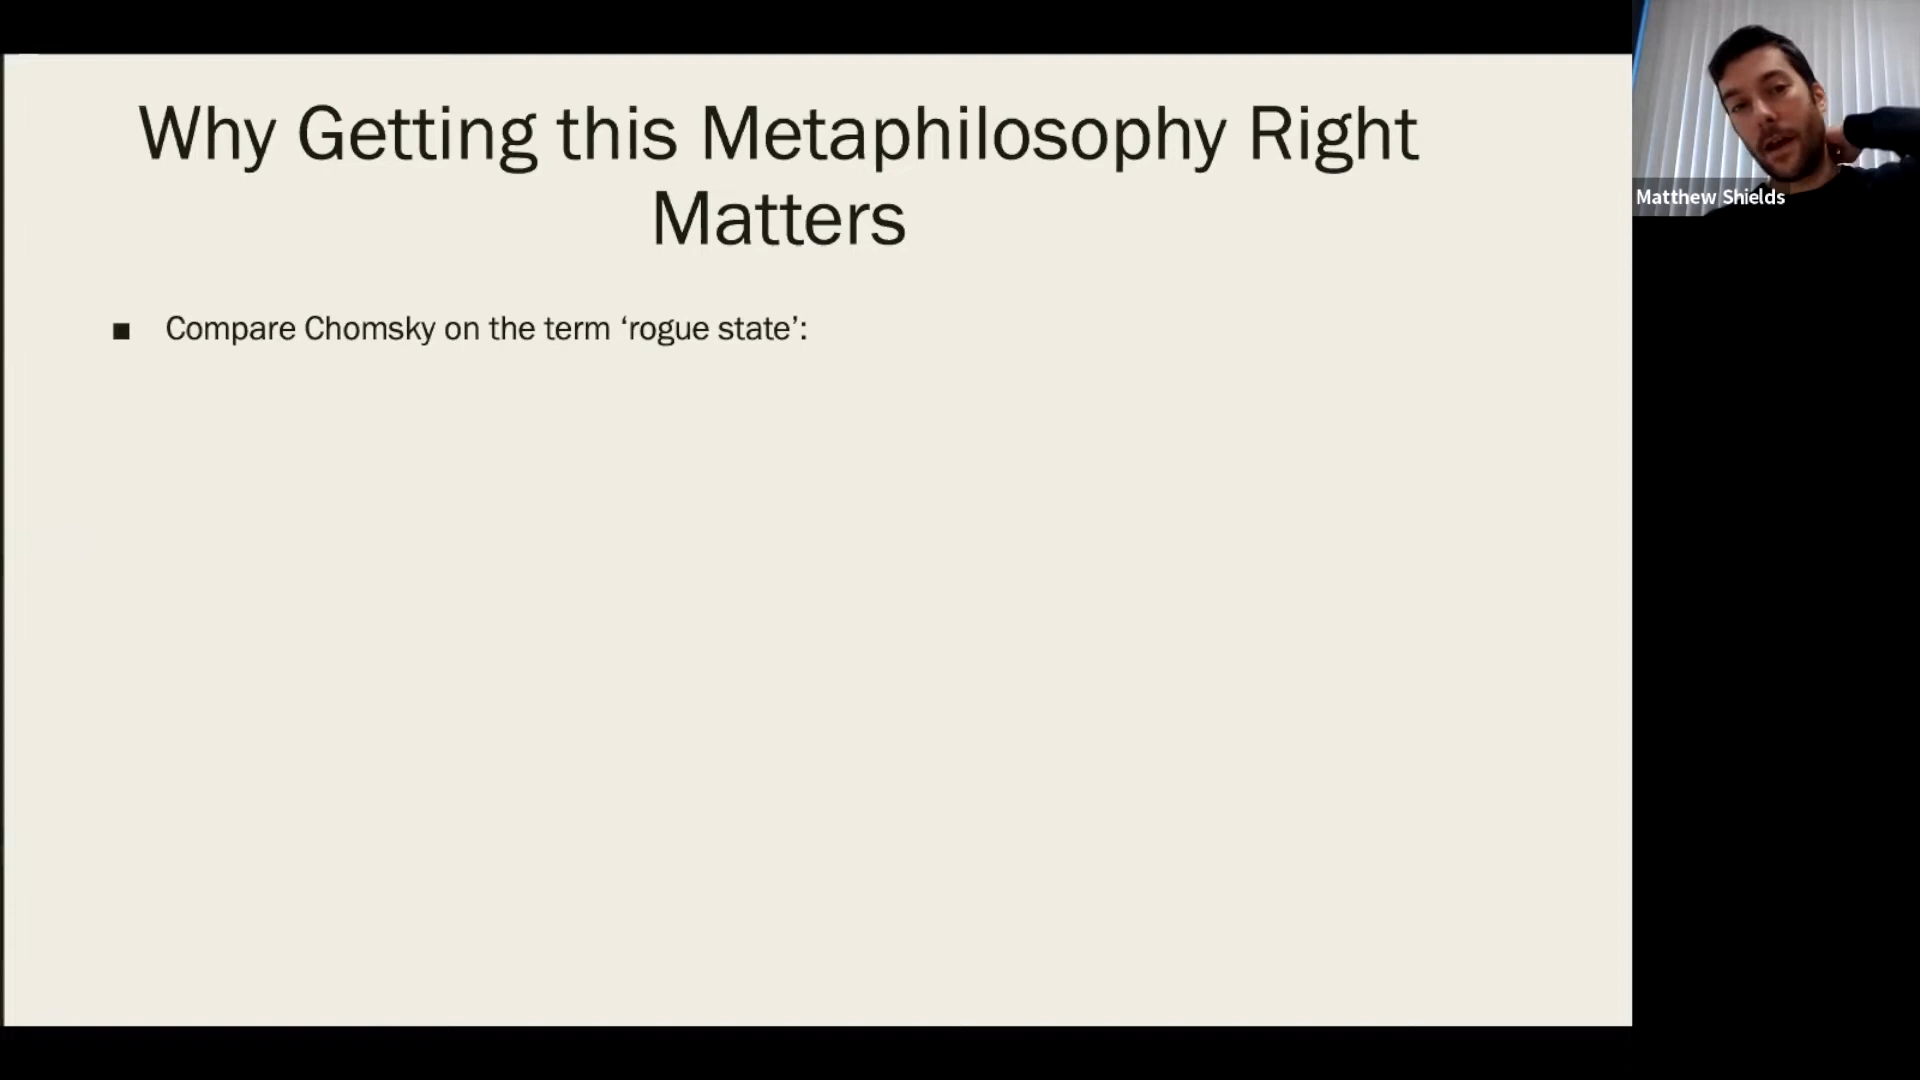 Why Getting this Metaphilosophy Right
Matters
■ Compare Chomsky on the term ‘rogue state’:
Matthew Shields